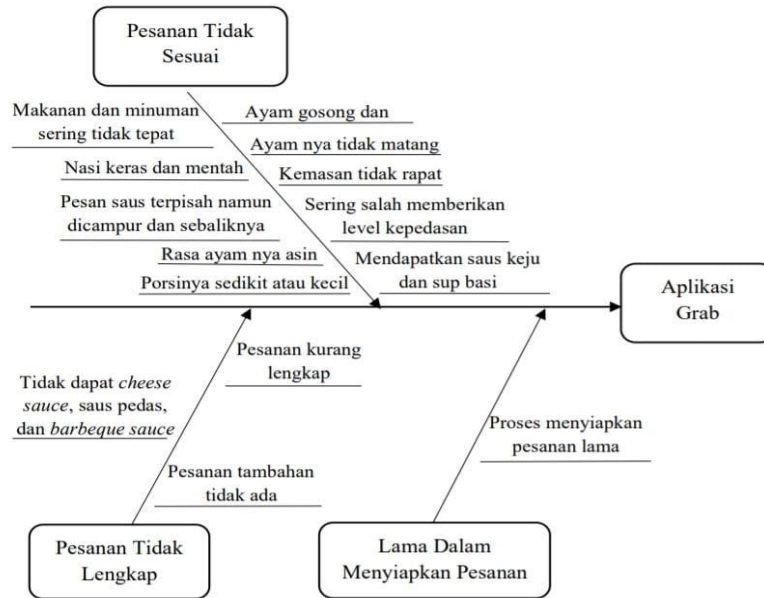 Pesanan Tidak
Sesuai
Makanan dan minuman
sering tidak tepat
Nasi keras dan mentah
Pesan saus terpisah namun
dicampur dan sebaliknya
Rasa ayam nya asin
Porsinya sedikit atau kecil
Ayam gosong dan
Ayam nya tidak matang
Kemasan tidak rapat
Sering salah memberikan
level kepedasan
Mendapatkan saus keju
dan sup basi
Aplikasi
Grab
Pesanan kurang
lengkap
Tidak dapat cheese
sauce, saus pedas,
dan barbeque sauce
Pesanan tambahan
tidak ada
Pesanan Tidak
Lengkap
Proses menyiapkan
pesanan lama
Lama Dalam
Menyiapkan Pesanan